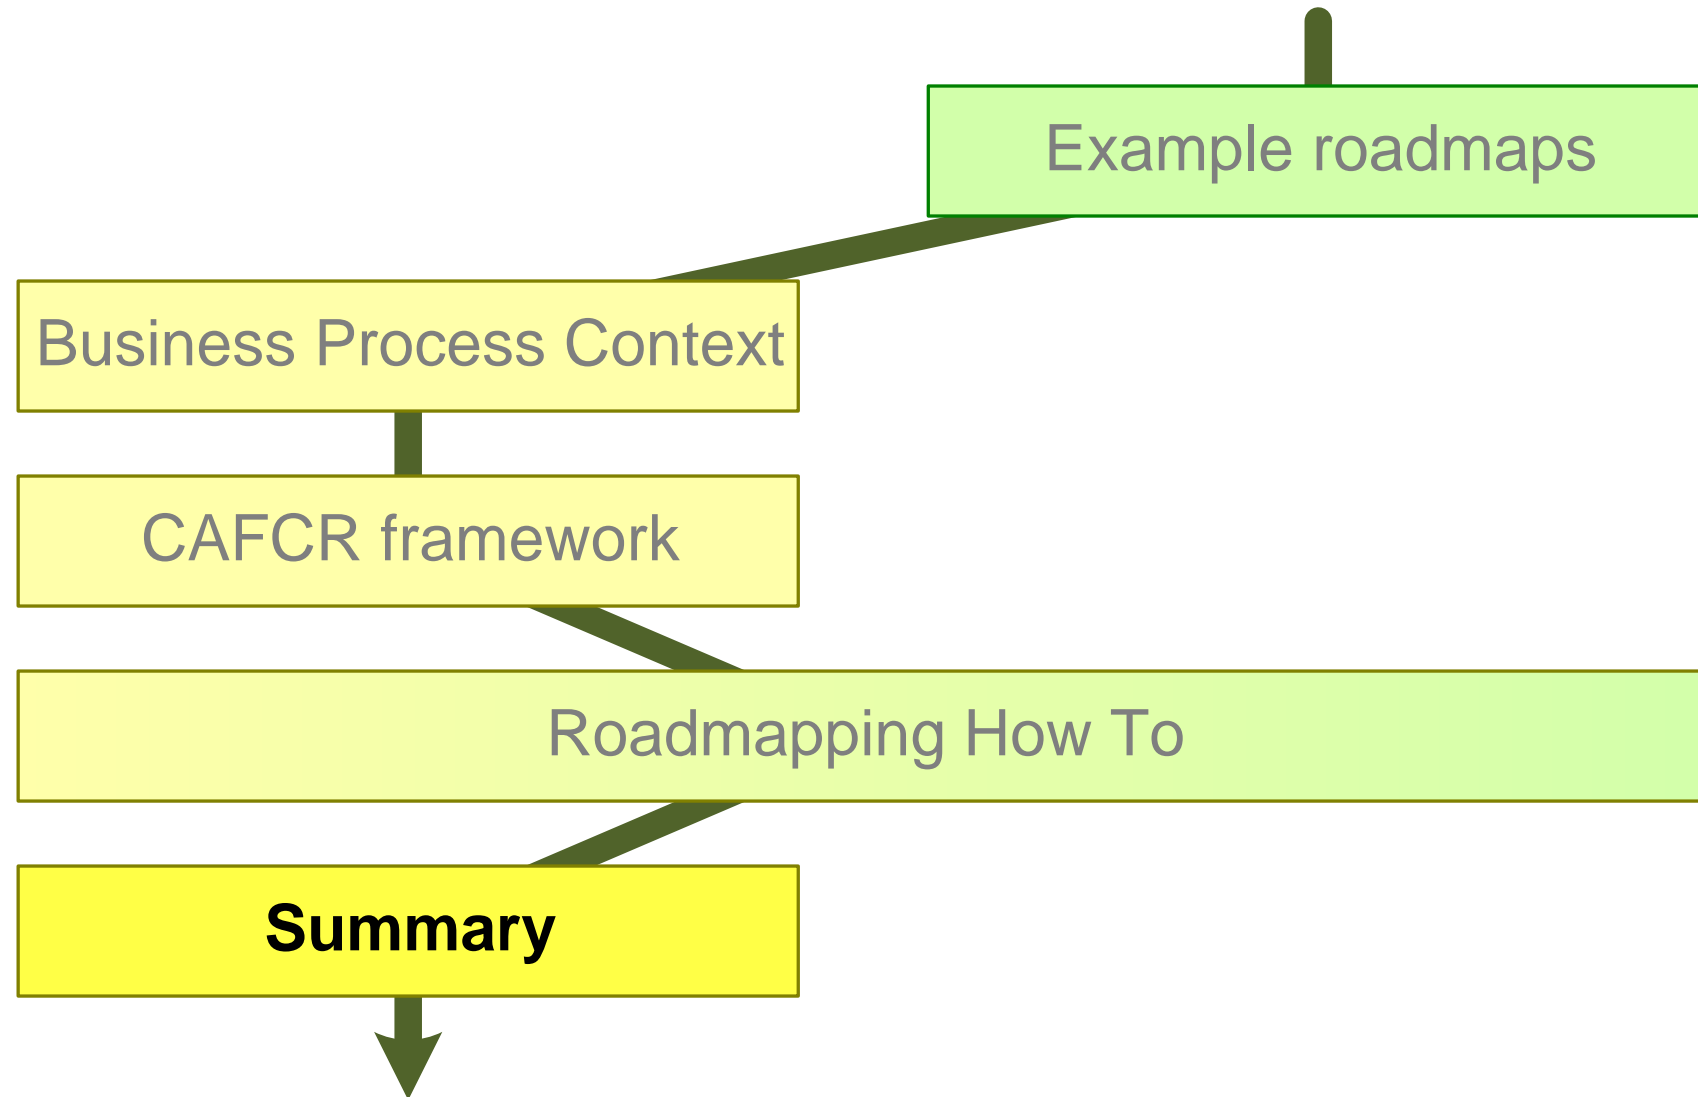 Example roadmaps
Business Process Context
CAFCR framework
Roadmapping How To
Summary